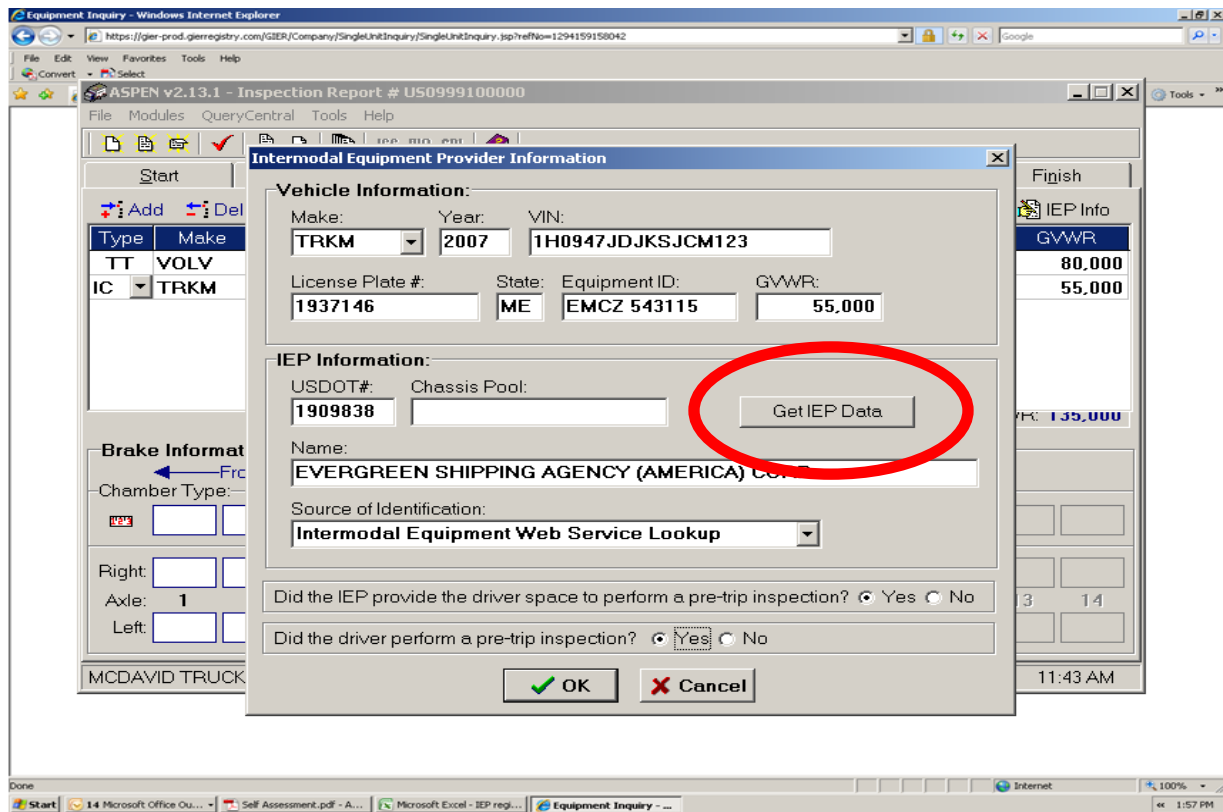 Equipment Inquiry - Windows Internet Explorer
https://gier-prod.gierregistry.com/GIER/Company/SingleUnitInquiry/SingleUnitInquiry.jsp?refNo=1294159158042 Google
File Edit View Favorites Tools Help
Convert Select
ASPEN v2.13.1 - Inspection Report # US0999100000 Tools
File Modules QueryCentral Tools Help
Intermodal Equipment Provider Information
Start Finish
Vehicle Information:
Add Del IEP Info
Make: Year: VIN:
Type Make TRKM 2007 1H0947JDJKSJCM123 GVWR
TT VOLV 80,000
License Plate #: State: Equipment ID: GVWR:
IC TRKM 55,000
1937146 ME EMCZ 543115 55,000
IEP Information:
USDOT#: Chassis Pool:
1909838 Get IEP Data 135,000
Name:
Brake Informat
EVERGREEN SHIPPING AGENCY (AMERICA)
Fro
Chamber Type:
Source of Identification:
Intermodal Equipment Web Service Lookup
Right:
Did the IEP provide the driver space to perform a pre-trip inspection? Yes No
Axle: 1 13 14
Left:
Did the driver perform a pre-trip inspection? Yes No
MCDAVID TRUCK OK Cancel 11:43 AM
Done Internet 100%
Start 14 Microsoft Office Ou... Self Assessment.pdf - A... Microsoft Excel - IEP regi... Equipment Inquiry - ... 1:57 PM